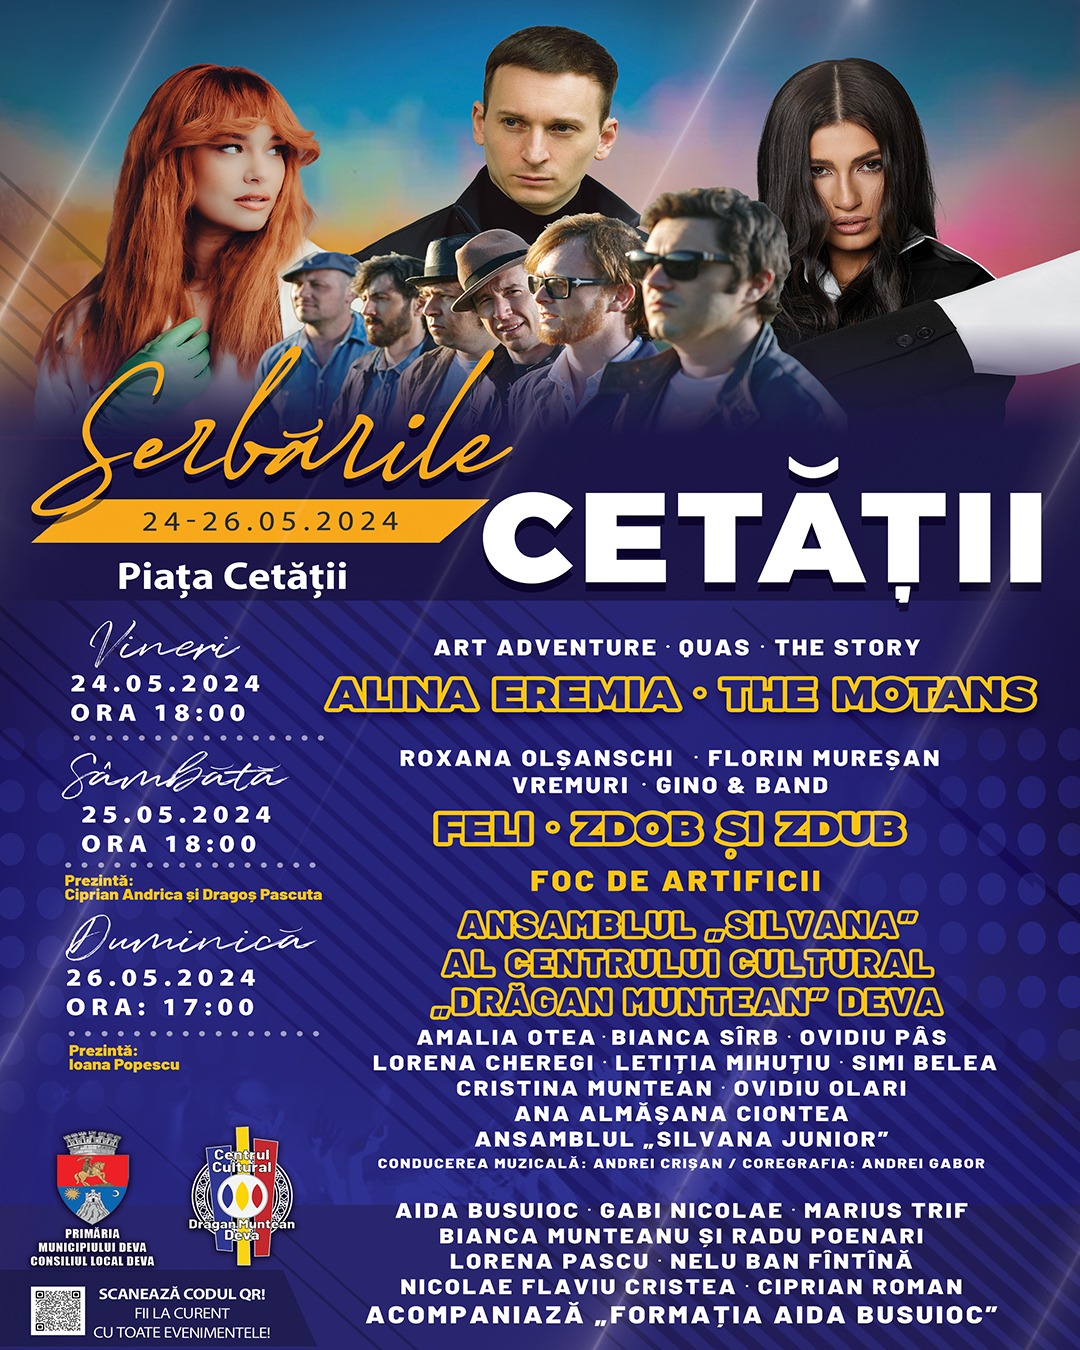 Serbările
24-26.05.2024
CETĂȚII
Piața Cetății
Vineri
24.05.2024
ORA 18:00
ART ADVENTURE · QUAS · THE STORY
ALINA EREMIA · THE MOTANS
Sâmbătă
25.05.2024
ORA 18:00
ROXANA OLȘANSCHI · FLORIN MUREȘAN
VREMURI · GINO & BAND
FELI · ZDOB ȘI ZDUB
FOC DE ARTIFICII
Prezintă:
Ciprian Andrica și Dragoș Pascuta
Duminică
26.05.2024
ORA: 17:00
Prezintă:
Ioana Popescu
ANSAMBLUL „SILVANA”
AL CENTRULUI CULTURAL
„DRĂGAN MUNTEAN” DEVA
AMALIA OTEA · BIANCA SÎRB · OVIDIU PÂS
LORENA CHEREGI · LETIȚIA MIHUȚIU · SIMI BELEA
CRISTINA MUNTEAN · OVIDIU OLARI
ANA ALMĂȘANA CIONTEA
ANSAMBLUL „SILVANA JUNIOR”
CONDUCEREA MUZICALĂ: ANDREI CRIȘAN / COREGRAFIA: ANDREI GABOR
AIDA BUSUIOC · GABI NICOLAE · MARIUS TRIF
BIANCA MUNTEANU ȘI RADU POENARI
LORENA PASCU · NELU BAN FÎNTÎNĂ
NICOLAE FLAVIU CRISTEA · CIPRIAN ROMAN
ACOMPANIAZĂ „FORMAȚIA AIDA BUSUIOC”
PRIMĂRIA
MUNICIPIULUI DEVA
CONSILIUL LOCAL DEVA
Centrul
Cultural
Drăgan Muntean
Deva
SCANEAZĂ CODUL QR!
FII LA CURENT
CU TOATE EVENIMENTELE!